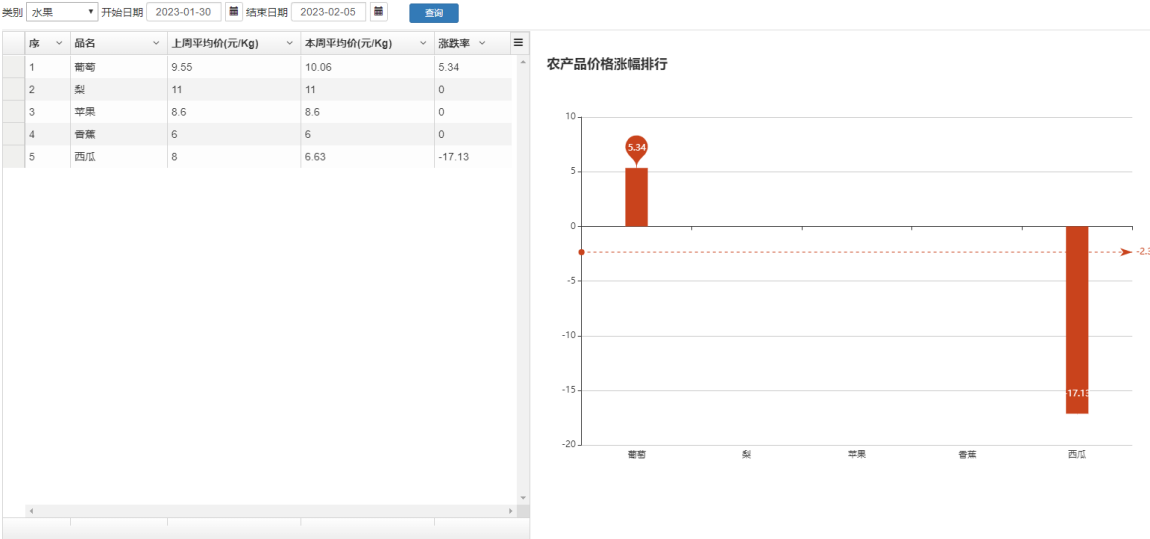 类别 水果 开始日期 2023-01-30 结束日期 2023-02-05 查询
序 品名 上周平均价(元/Kg) 本周平均价(元/Kg) 涨跌率
1 葡萄 9.55 10.06 5.34
2 梨 11 11 0
3 苹果 8.6 8.6 0
4 香蕉 6 6 0
5 西瓜 8 6.63 -17.13
农产品价格涨幅排行
10
5.34
5
0
-2.3
-5
-10
-15
-17.13
-20
葡萄 梨 苹果 香蕉 西瓜